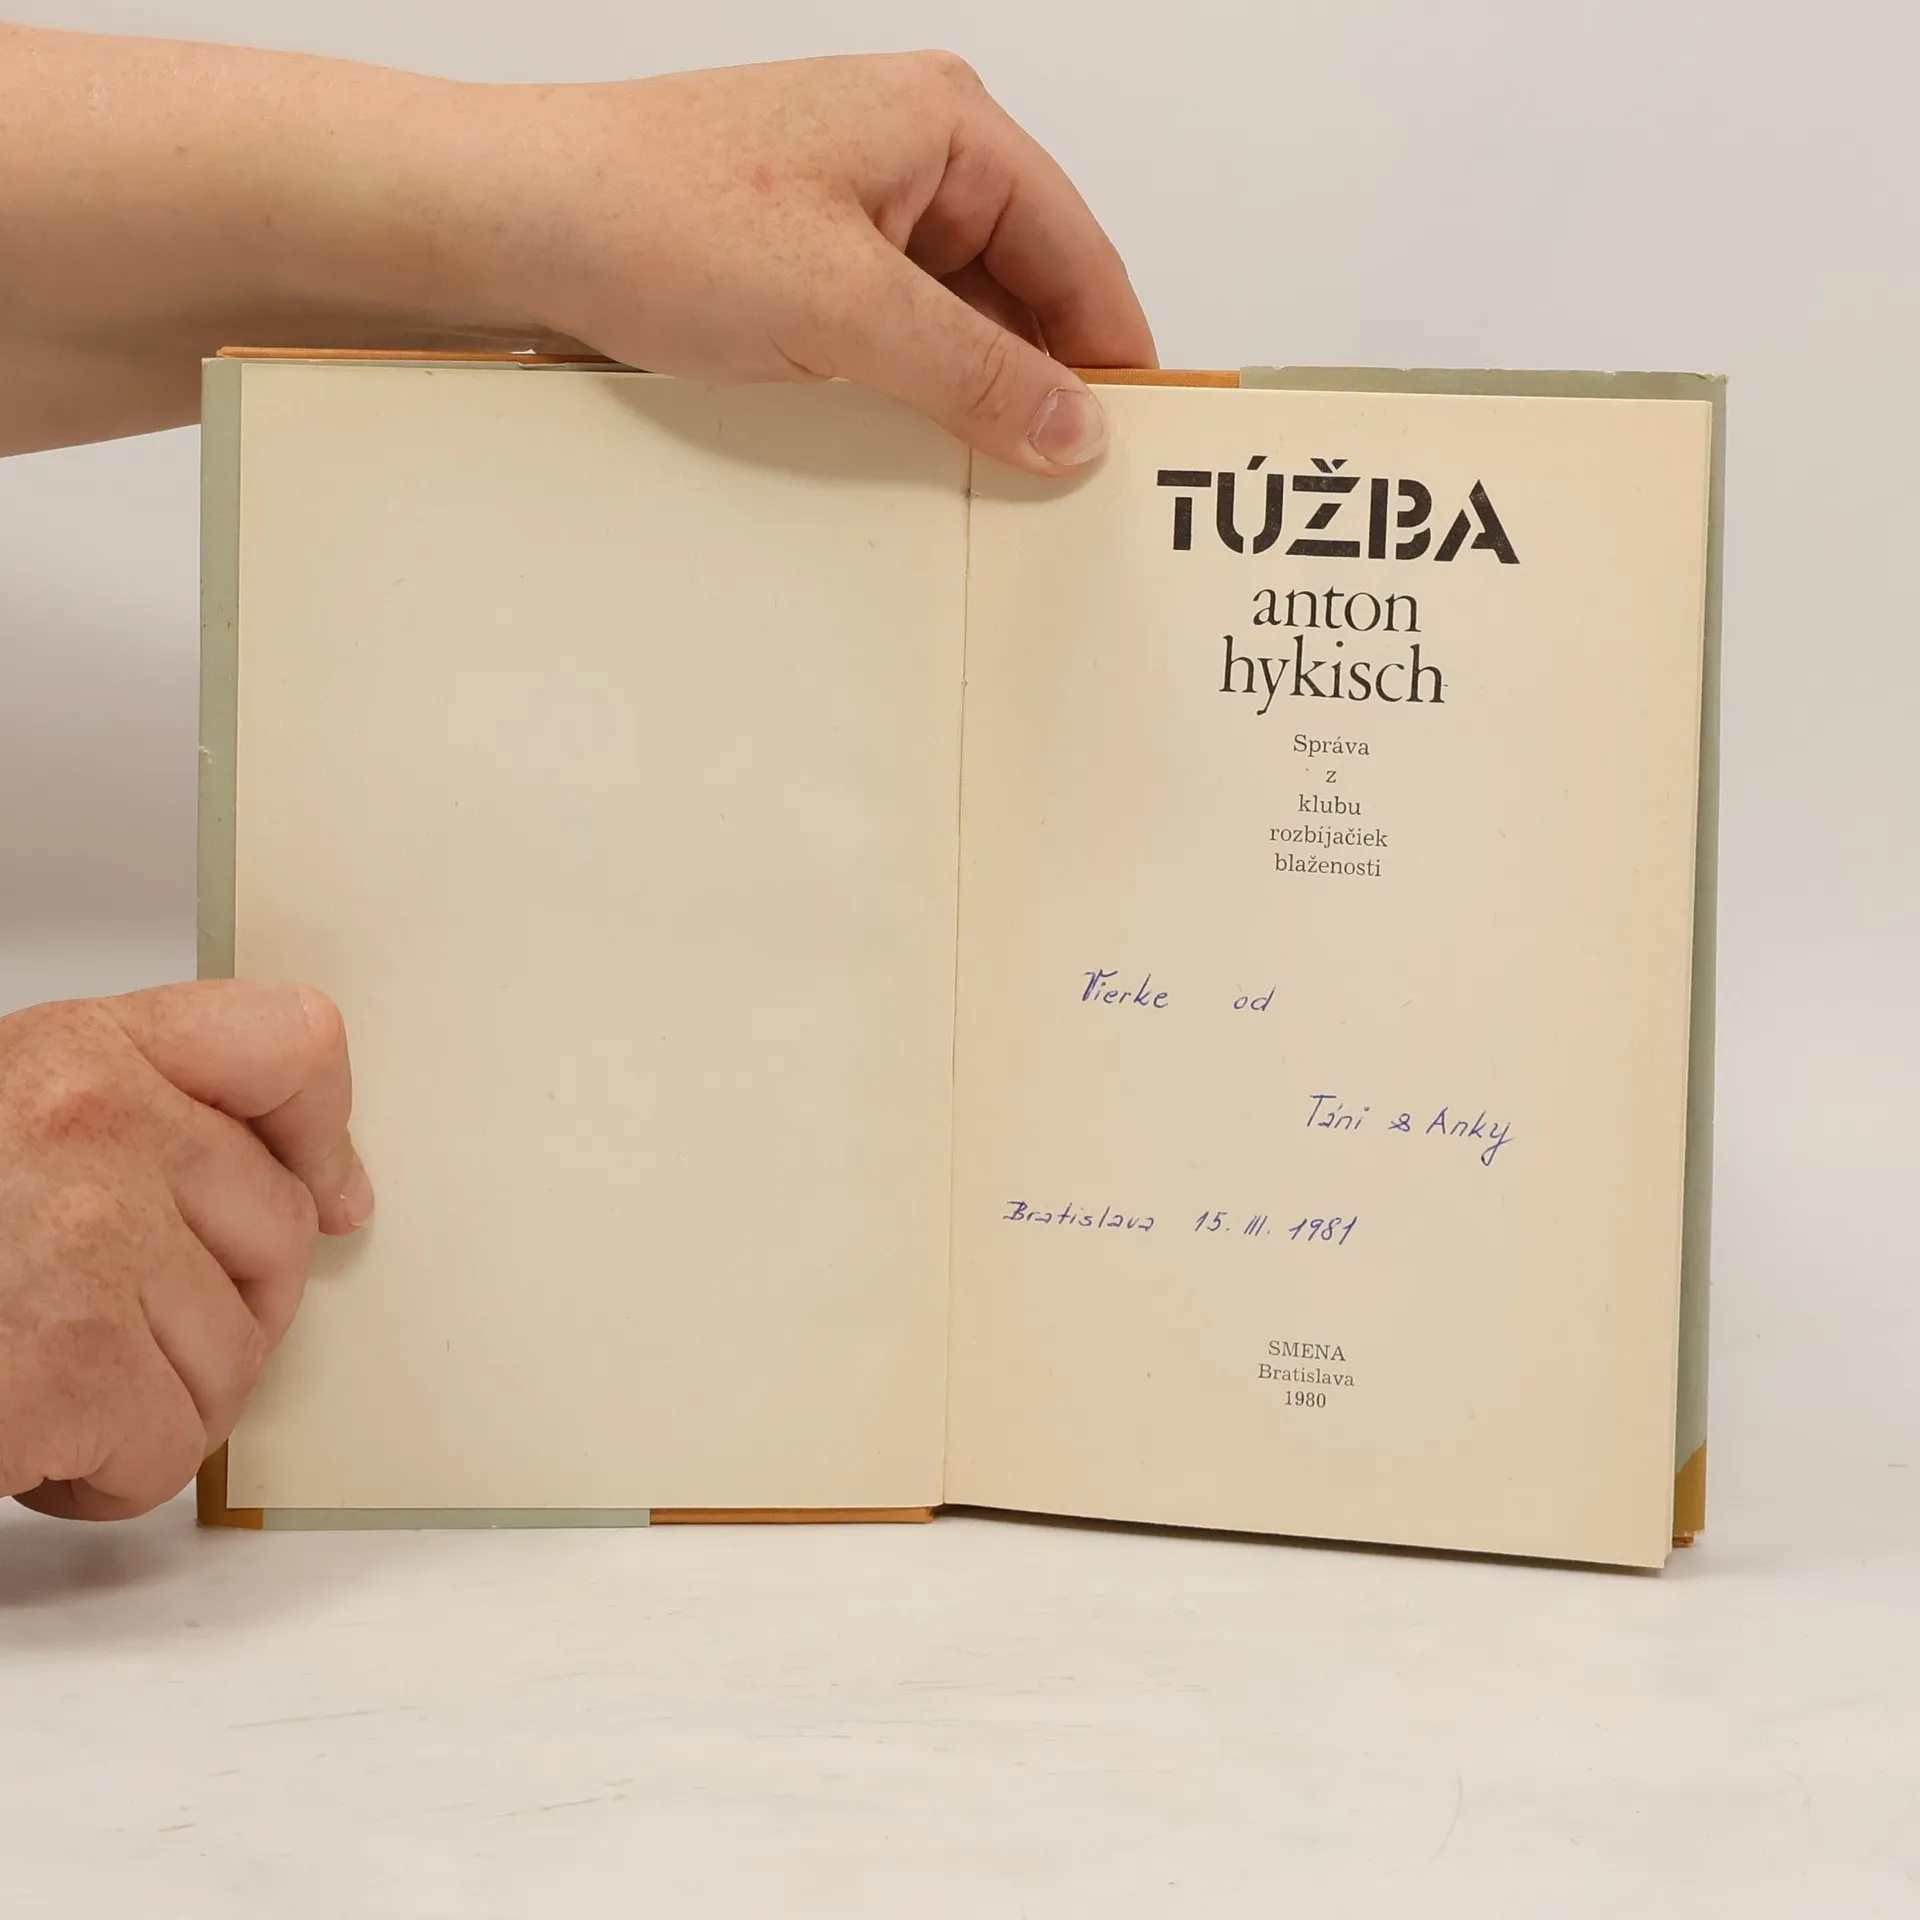 TÚŽBA
anton
hykisch
Správa
z
klubu
rozbíjačiek
blaženosti
Vierke od
Táni & Anky
Bratislava 15. III. 1981
SMENA
Bratislava
1980